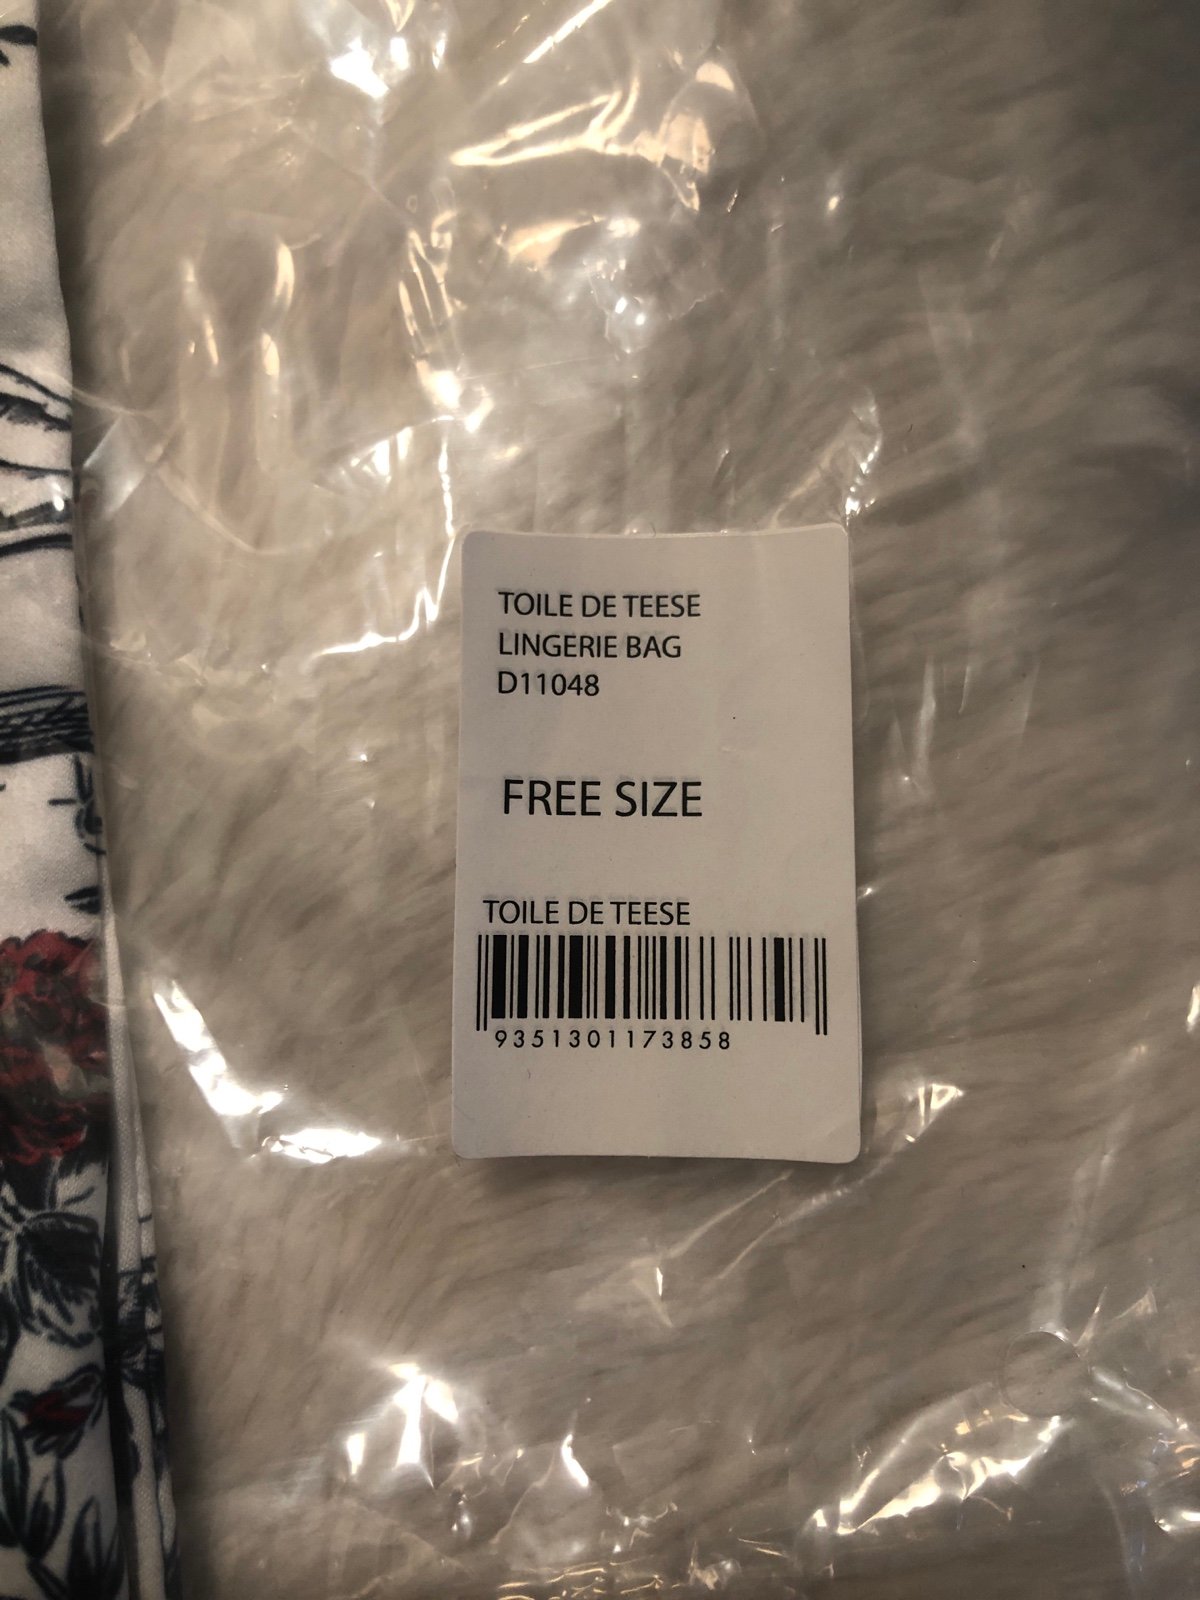 TOILE DE TEESE
LINGERIE BAG
D11048
FREE SIZE
TOILE DE TEESE
9351301173858